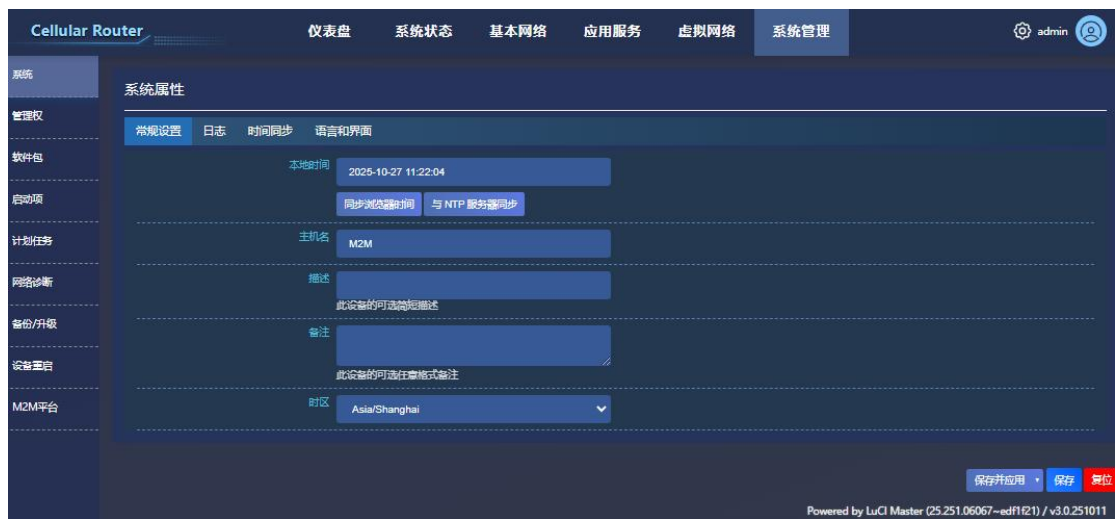 Cellular Router 仪表盘 系统状态 基本网络 应用服务 虚拟网络 系统管理 admin
系统
管理权
软件包
启动项
计划任务
网络诊断
备份/升级
设备重启
M2M平台
系统属性
常规设置 日志 时间同步 语言和界面
本地时间 2025-10-27 11:22:04
同步浏览器时间 与 NTP 服务器同步
主机名 M2M
描述
此设备的可选简短描述
备注
此设备的可选任意格式备注
时区 Asia/Shanghai
保存并应用 保存 复位
Powered by LuCI Master (25.251.06067~edf1f21) / v3.0.251011